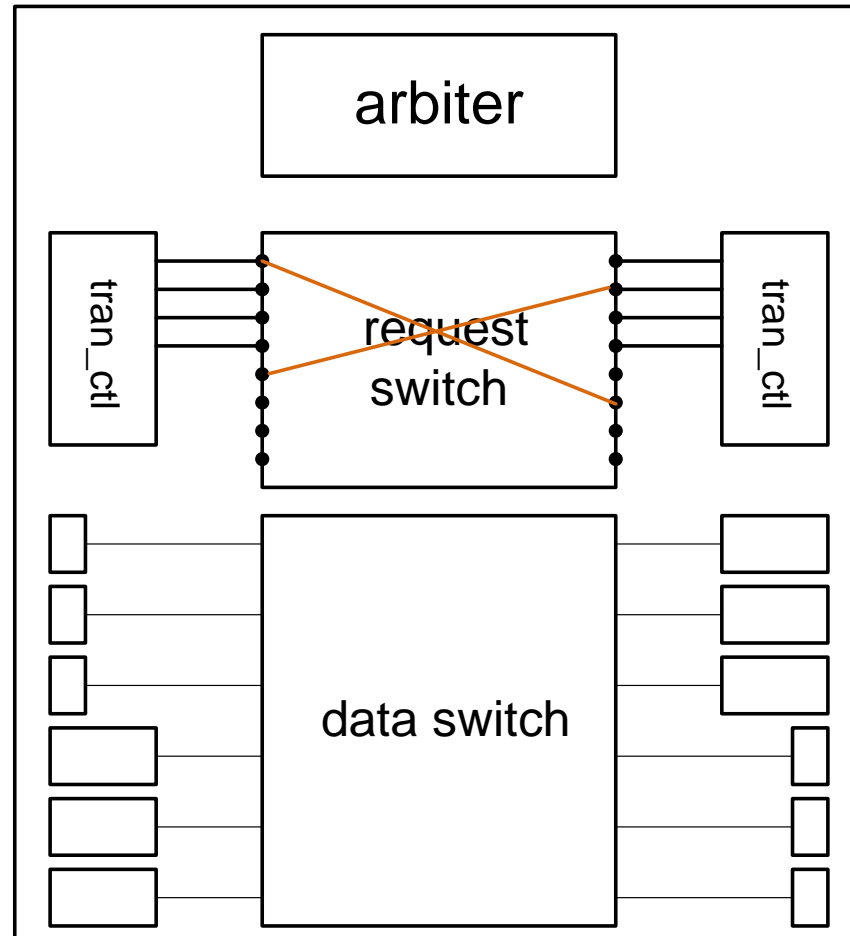 arbiter
tran_ctl
request
switch
tran_ctl
data switch